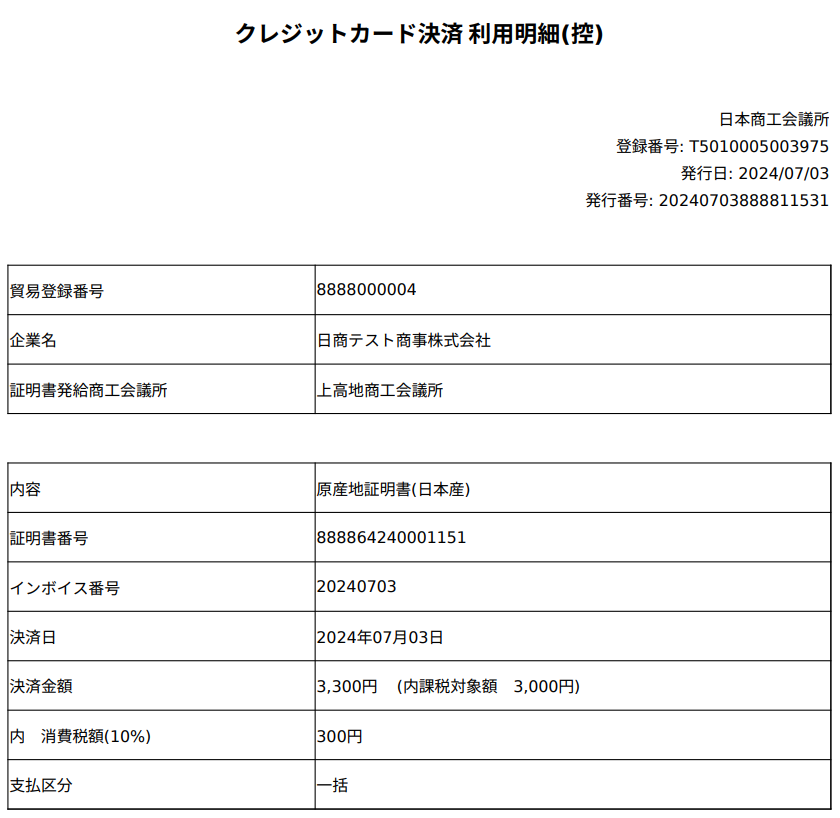 クレジットカード決済 利用明細(控)
日本商工会議所
登録番号: T5010005003975
発行日: 2024/07/03
発行番号: 20240703888811531
貿易登録番号 8888000004
企業名 日商テスト商事株式会社
証明書発給商工会議所 上高地商工会議所
内容 原産地証明書(日本産)
証明書番号 888864240001151
インボイス番号 20240703
決済日 2024年07月03日
決済金額 3,300円　(内課税対象額　3,000円)
内　消費税額(10%) 300円
支払区分 一括